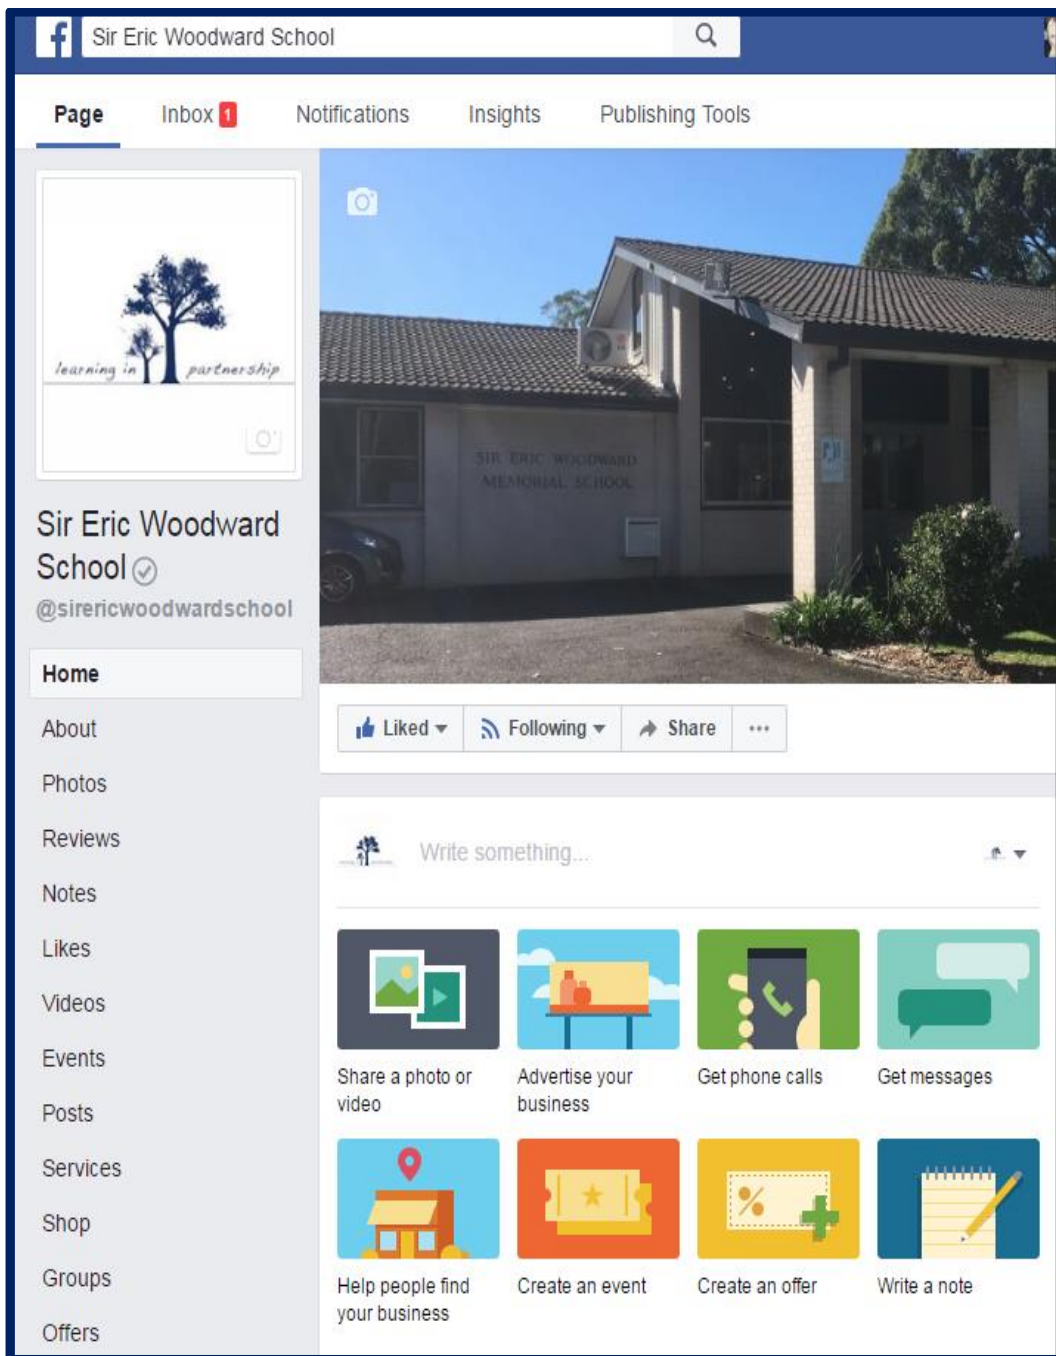 Sir Eric Woodward School
Page
Inbox 1
Notifications
Insights
Publishing Tools
learning in partnership
SIR ERIC WOODWARD
MEMORIAL SCHOOL
Sir Eric Woodward
School
@sirericwoodwardschool
Home
About
Photos
Reviews
Notes
Likes
Videos
Events
Posts
Services
Shop
Groups
Offers
Liked
Following
Share
Write something...
Share a photo or
video
Advertise your
business
Get phone calls
Get messages
Help people find
your business
Create an event
Create an offer
Write a note